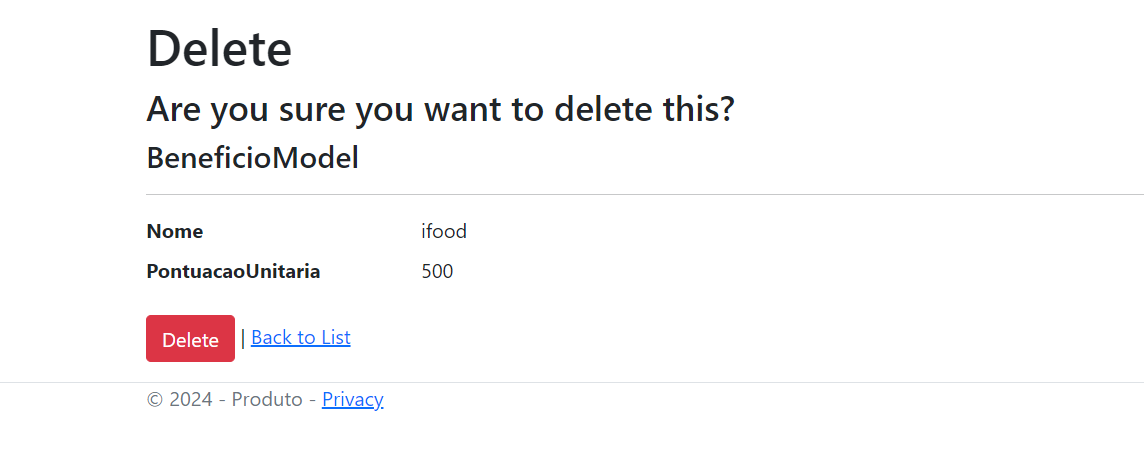 Delete
Are you sure you want to delete this?
BeneficioModel
Nome ifood
PontuacaoUnitaria 500
Delete | Back to List
© 2024 - Produto - Privacy